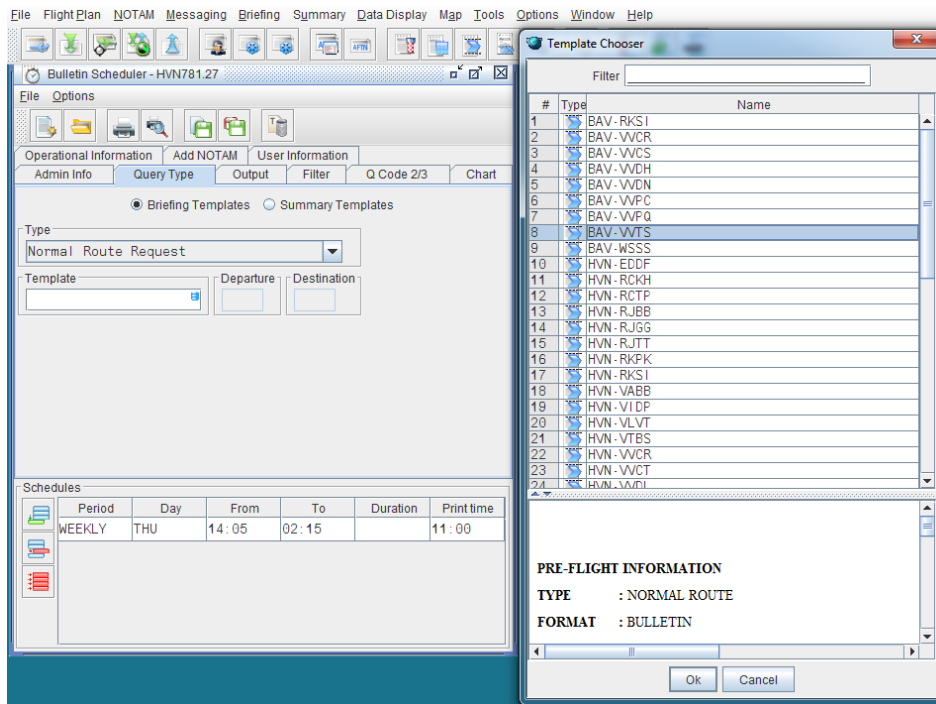 File Flight Plan NOTAM Messaging Briefing Summary Data Display Map Tools Options Window Help
AFTN
Bulletin Scheduler - HVN781.27
File Options
Operational Information Add NOTAM User Information
Admin Info Query Type Output Filter Q Code 2/3 Chart
Briefing Templates Summary Templates
Type
Normal Route Request
Template Departure Destination
Schedules
Period Day From To Duration Print time
WEEKLY THU 14:05 02:15 11:00
Template Chooser
Filter
# Type Name
1 BAV-RKSI
2 BAV-VVCR
3 BAV-VVCS
4 BAV-VVDH
5 BAV-VVDN
6 BAV-VVPC
7 BAV-VVPQ
8 BAV-VVTS
9 BAV-WSSS
10 HVN-EDDF
11 HVN-RCKH
12 HVN-RCTP
13 HVN-RJBB
14 HVN-RJGG
15 HVN-RJTT
16 HVN-RKPK
17 HVN-RKSI
18 HVN-VABB
19 HVN-VIDP
20 HVN-VLVT
21 HVN-VTBS
22 HVN-VVCR
23 HVN-VVCT
24 HVN-VVDL
PRE-FLIGHT INFORMATION
TYPE : NORMAL ROUTE
FORMAT : BULLETIN
Ok Cancel